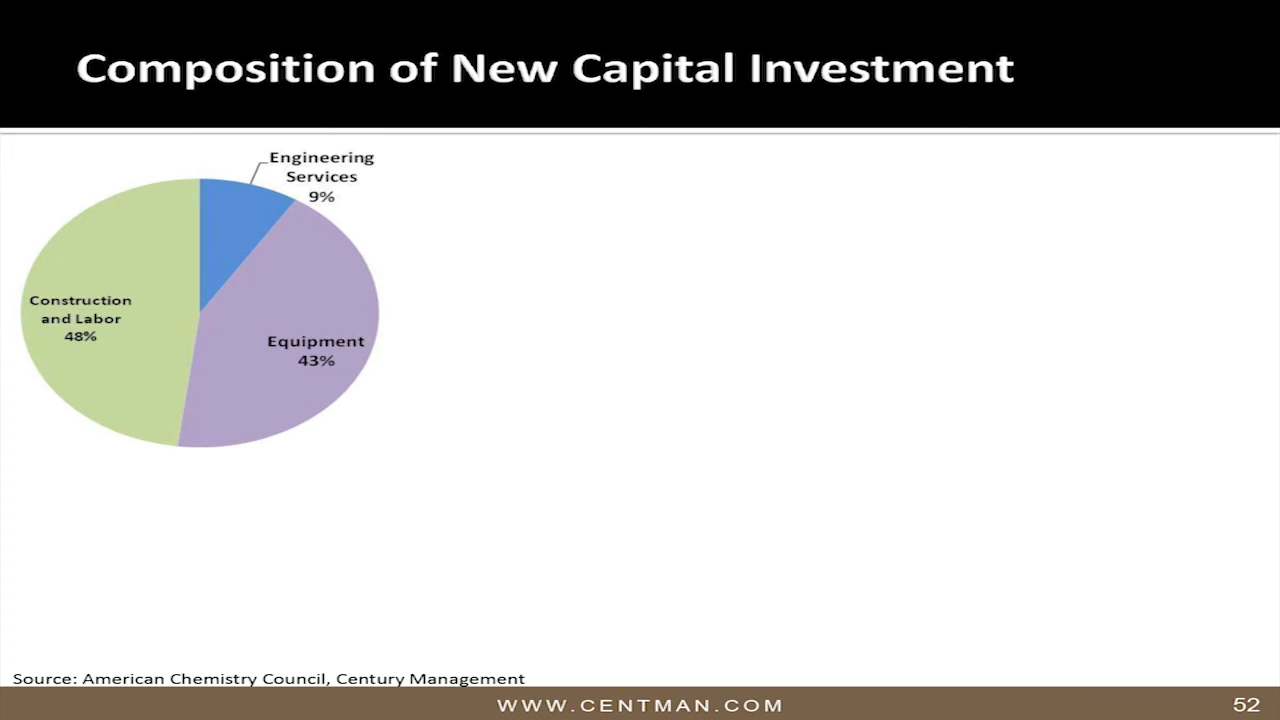 Composition of New Capital Investment
Engineering
Services
9%
Construction
and Labor
48%
Equipment
43%
Source: American Chemistry Council, Century Management
WWW.CENTMAN.COM
52